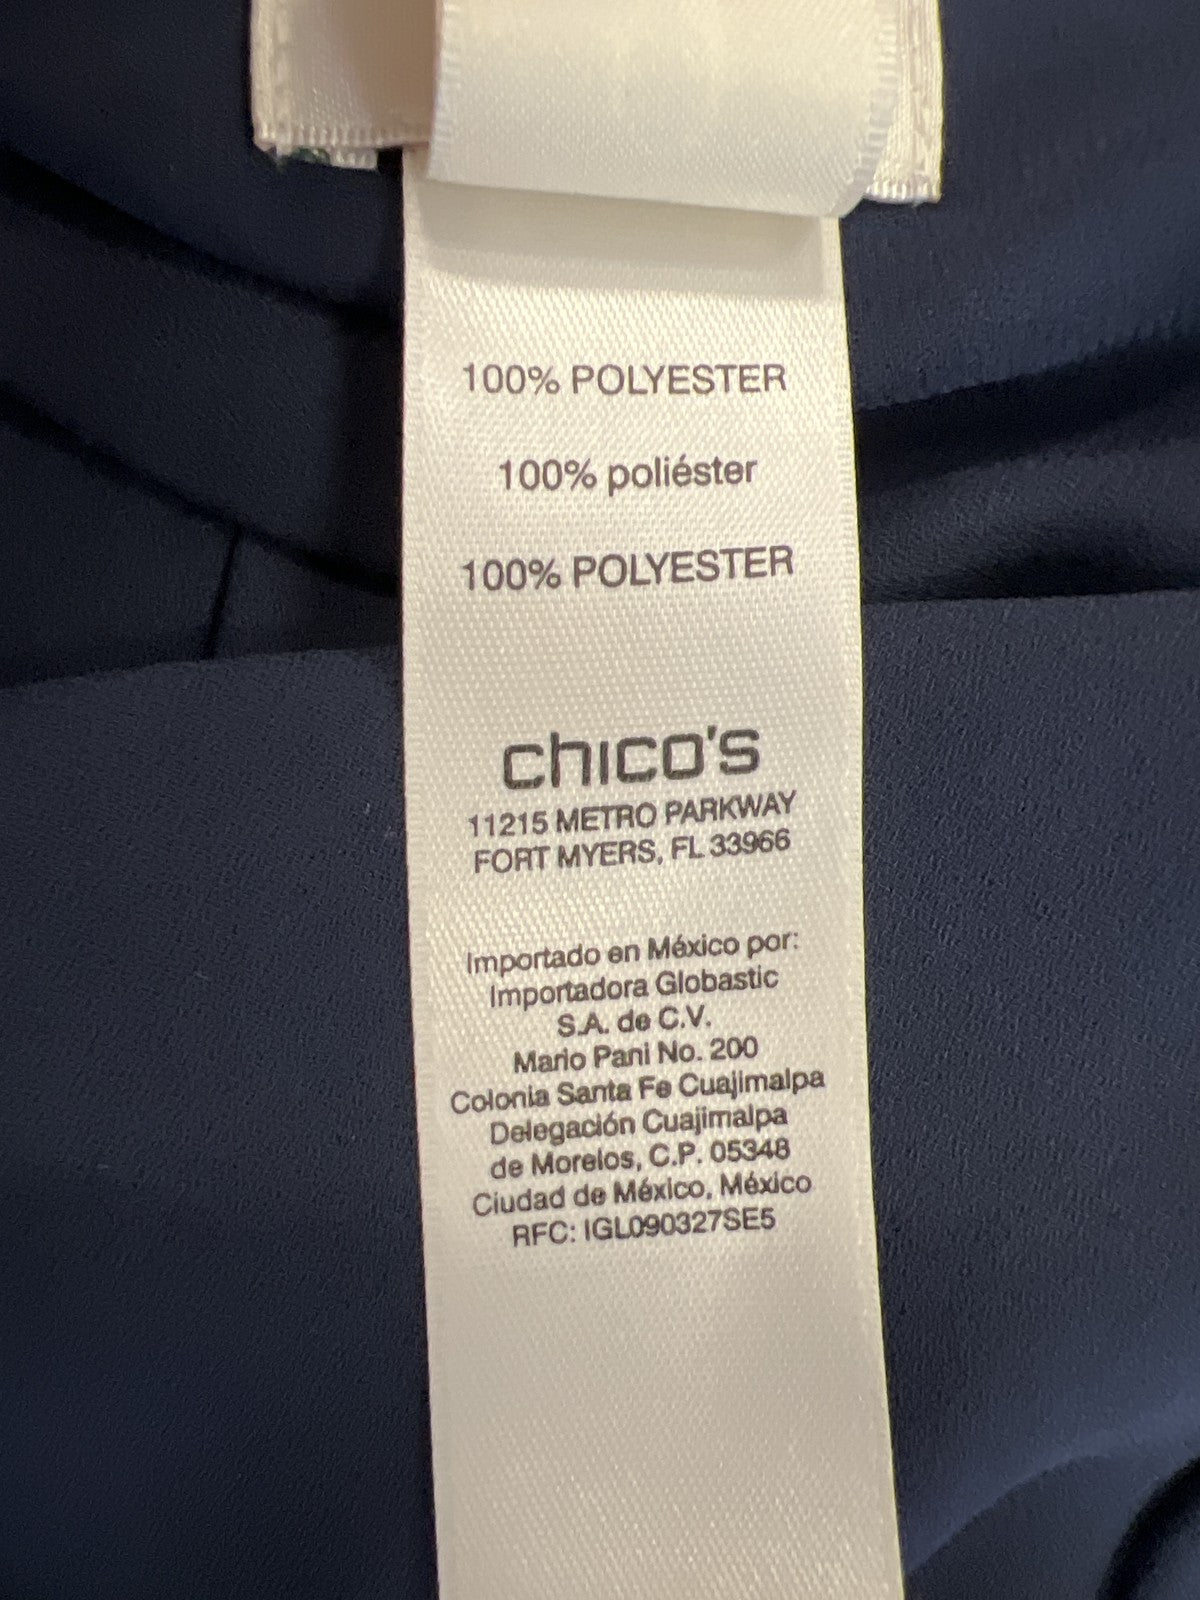 100% POLYESTER
100% poliéster
100% POLYESTER
chico's
11215 METRO PARKWAY
FORT MYERS, FL 33966
Importado en México por:
Importadora Globastic
S.A. de C.V.
Mario Pani No. 200
Colonia Santa Fe Cuajimalpa
Delegación Cuajimalpa
de Morelos, C.P. 05348
Ciudad de México, México
RFC: IGL090327SE5